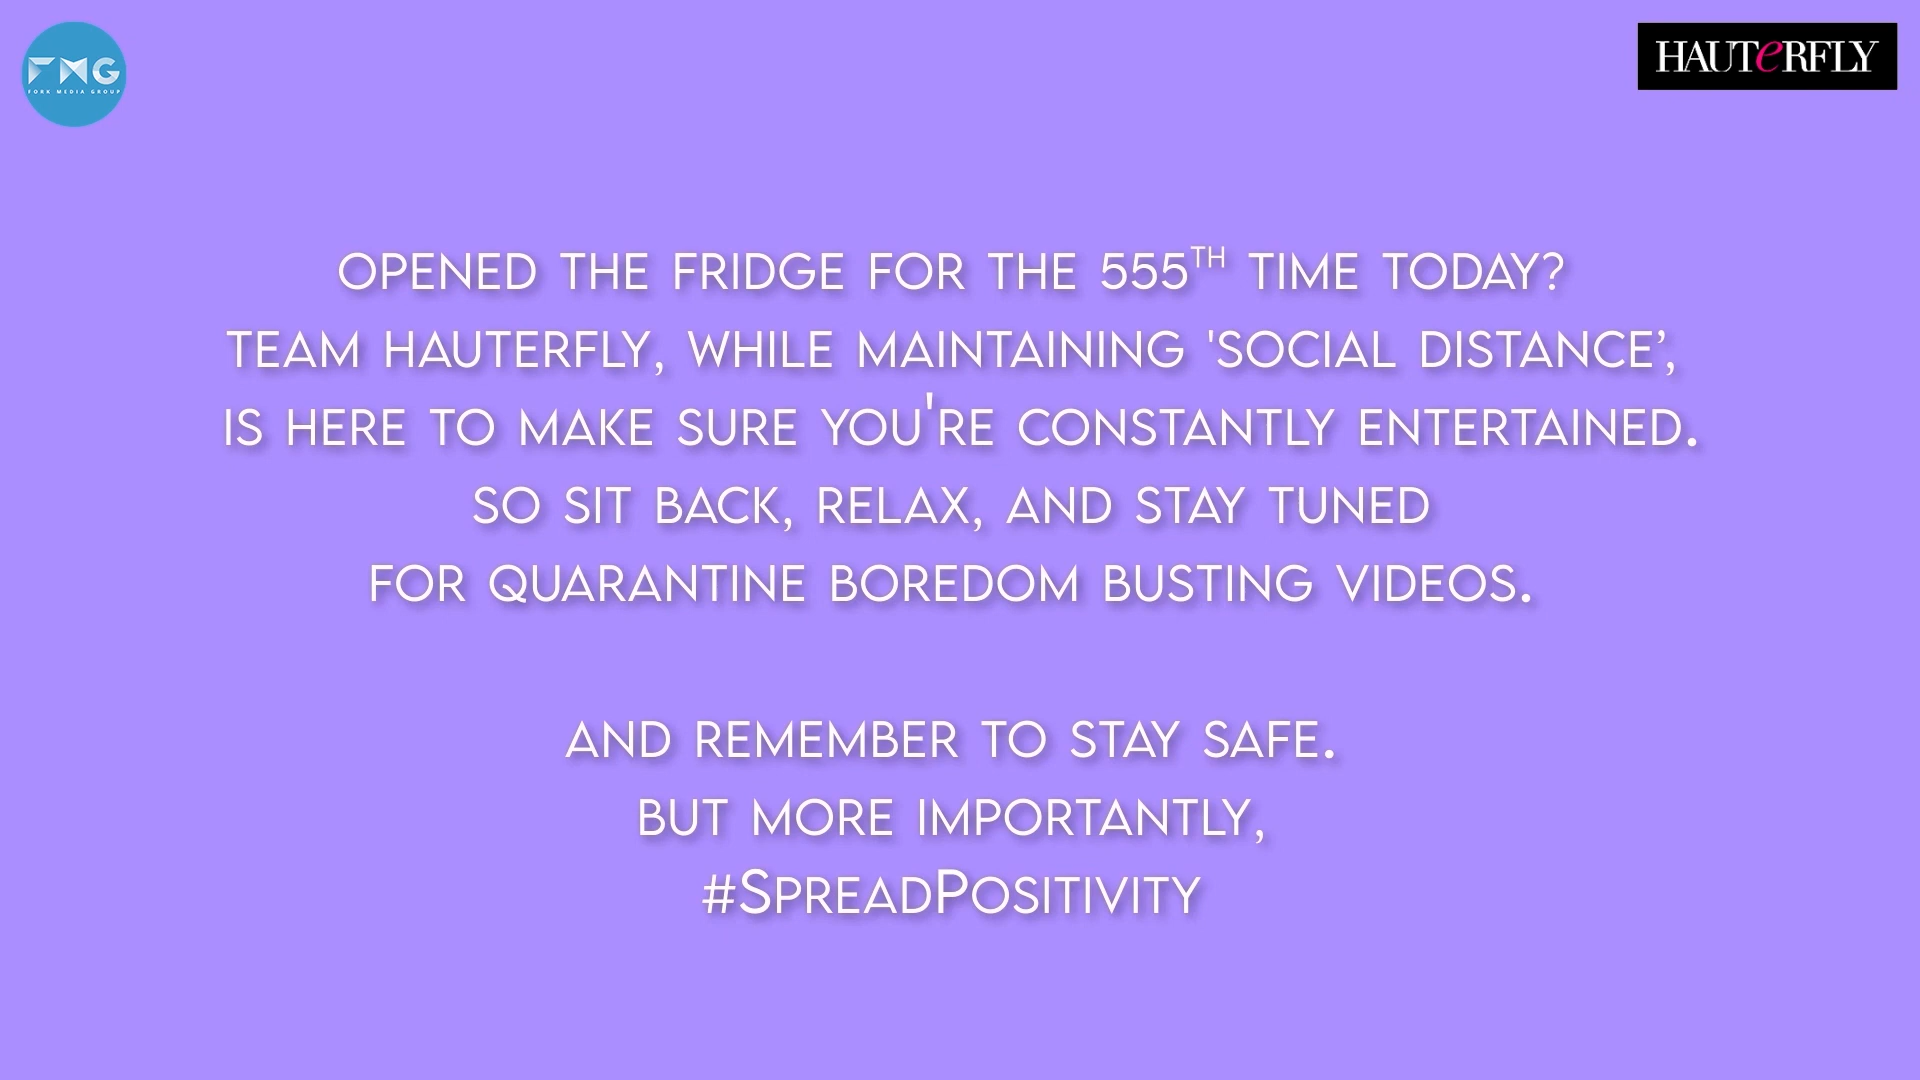 FMG
FORK MEDIA GROUP
HAUTeRFLY
OPENED THE FRIDGE FOR THE 555TH TIME TODAY?
TEAM HAUTERFLY, WHILE MAINTAINING 'SOCIAL DISTANCE’,
IS HERE TO MAKE SURE YOU'RE CONSTANTLY ENTERTAINED.
SO SIT BACK, RELAX, AND STAY TUNED
FOR QUARANTINE BOREDOM BUSTING VIDEOS.
AND REMEMBER TO STAY SAFE.
BUT MORE IMPORTANTLY,
#SPREADPOSITIVITY